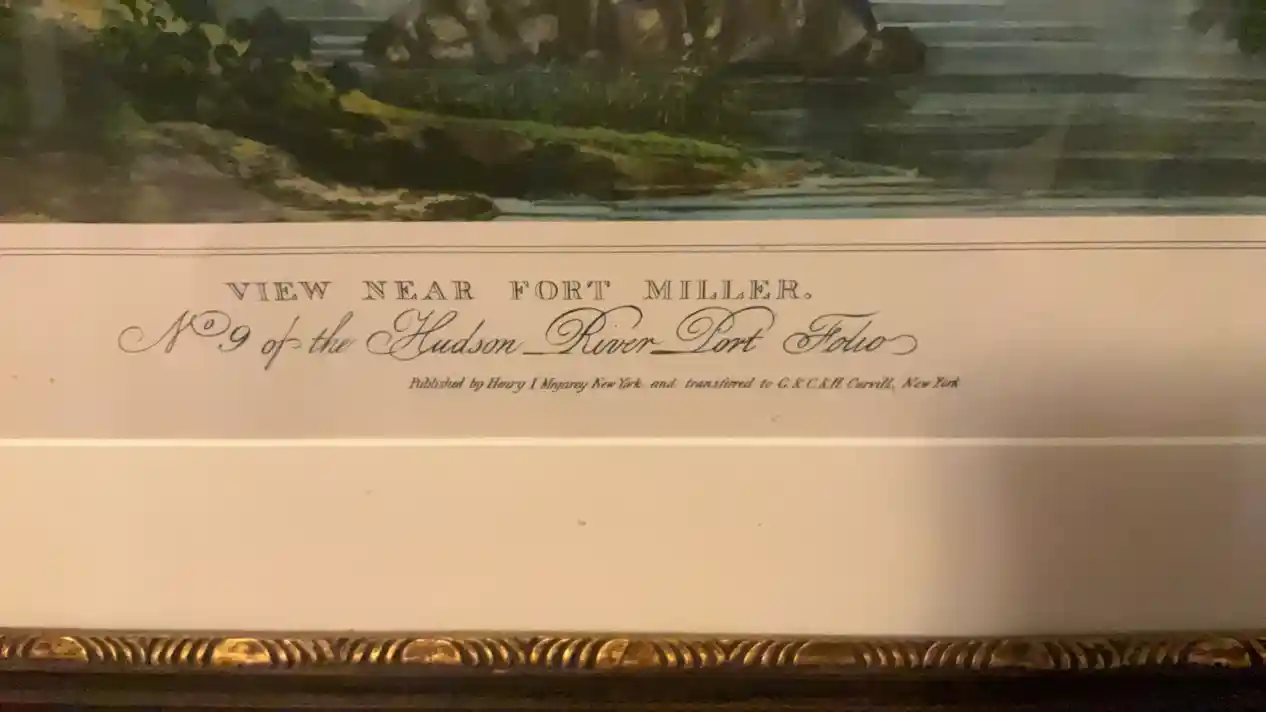 VIEW NEAR FORT MILLER.
No 9 of the Hudson River Port Folio
Published by Henry I Megarey New York and transferred to G. & C. & H. Carvill, New York